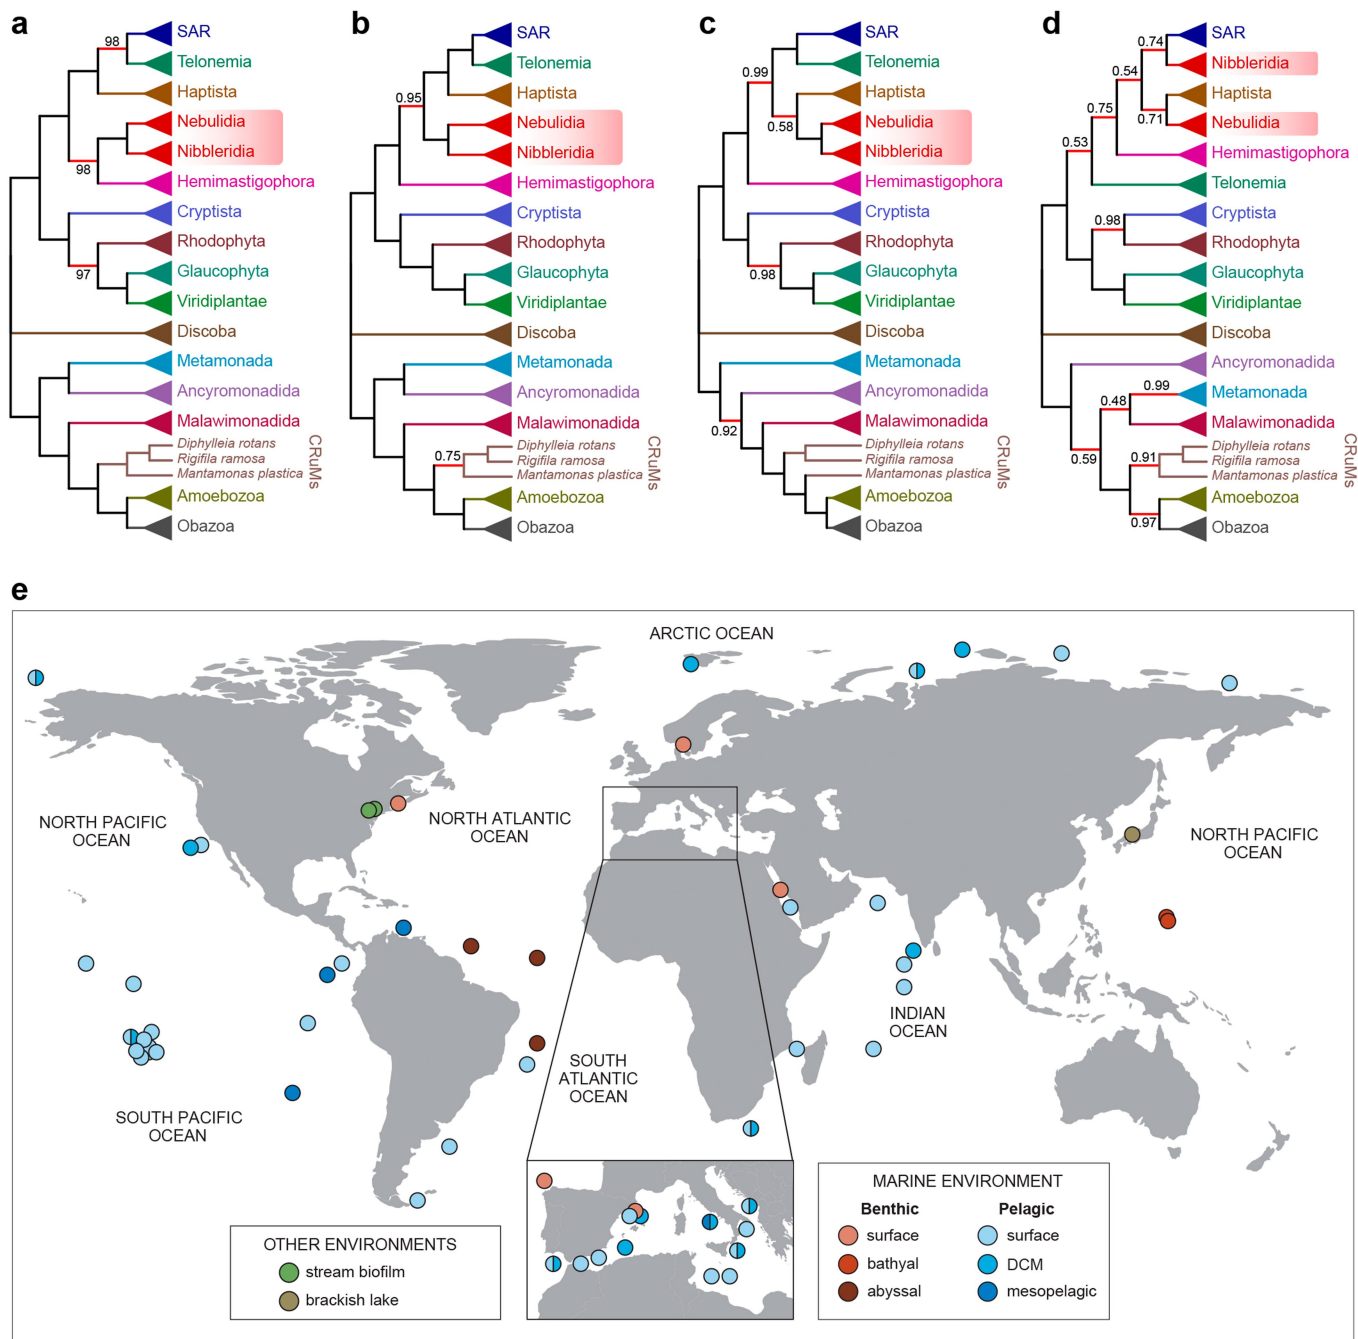 a
98
98
97
SAR
Telonemia
Haptista
Nebulidia
Nibbleridia
Hemimastigophora
Cryptista
Rhodophyta
Glaucophyta
Viridiplantae
Discoba
Metamonada
Ancyromonadida
Malawimonadida
Diphylleia rotans
Rigifila ramosa
Mantamonas plastica
CRuMs
Amoebozoa
Obazoa
b
0.95
0.75
SAR
Telonemia
Haptista
Nebulidia
Nibbleridia
Hemimastigophora
Cryptista
Rhodophyta
Glaucophyta
Viridiplantae
Discoba
Metamonada
Ancyromonadida
Malawimonadida
Diphylleia rotans
Rigifila ramosa
Mantamonas plastica
CRuMs
Amoebozoa
Obazoa
c
0.99
0.58
0.98
0.92
SAR
Telonemia
Haptista
Nebulidia
Nibbleridia
Hemimastigophora
Cryptista
Rhodophyta
Glaucophyta
Viridiplantae
Discoba
Metamonada
Ancyromonadida
Malawimonadida
Diphylleia rotans
Rigifila ramosa
Mantamonas plastica
CRuMs
Amoebozoa
Obazoa
d
0.74
0.54
0.75
0.71
0.53
0.98
0.99
0.48
0.59
0.91
0.97
SAR
Nibbleridia
Haptista
Nebulidia
Hemimastigophora
Telonemia
Cryptista
Rhodophyta
Glaucophyta
Viridiplantae
Discoba
Ancyromonadida
Metamonada
Malawimonadida
Diphylleia rotans
Rigifila ramosa
Mantamonas plastica
CRuMs
Amoebozoa
Obazoa
e
ARCTIC OCEAN
NORTH PACIFIC
OCEAN
NORTH ATLANTIC
OCEAN
NORTH PACIFIC
OCEAN
INDIAN
OCEAN
SOUTH
ATLANTIC
OCEAN
SOUTH PACIFIC
OCEAN
OTHER ENVIRONMENTS
stream biofilm
brackish lake
MARINE ENVIRONMENT
Benthic
surface
bathyal
abyssal
Pelagic
surface
DCM
mesopelagic